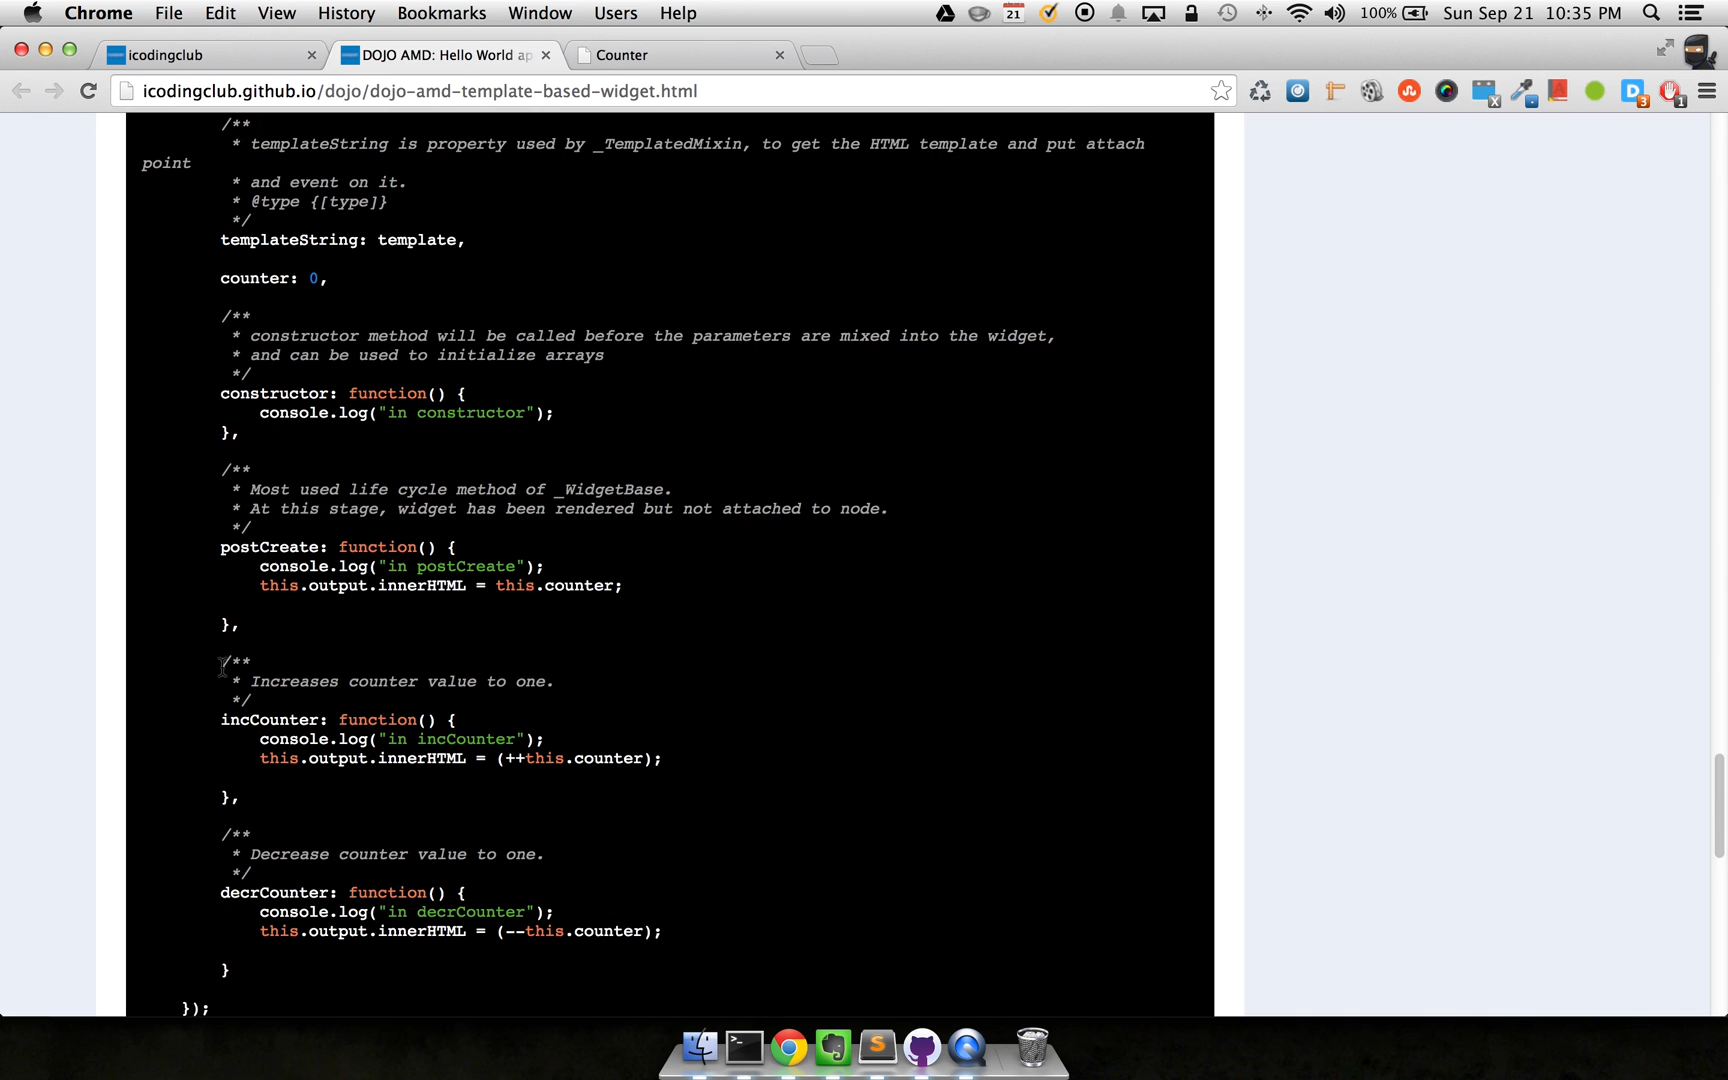 Chrome File Edit View History Bookmarks Window Users Help 21 100% Sun Sep 21 10:35 PM
icodingclub DOJO AMD: Hello World ap Counter
icodingclub.github.io/dojo/dojo-amd-template-based-widget.html
/**
* templateString is property used by _TemplatedMixin, to get the HTML template and put attach
point
* and event on it.
* @type {[type]}
*/
templateString: template,
counter: 0,
/**
* constructor method will be called before the parameters are mixed into the widget,
* and can be used to initialize arrays
*/
constructor: function() {
console.log("in constructor");
},
/**
* Most used life cycle method of _WidgetBase.
* At this stage, widget has been rendered but not attached to node.
*/
postCreate: function() {
console.log("in postCreate");
this.output.innerHTML = this.counter;
},
/**
* Increases counter value to one.
*/
incCounter: function() {
console.log("in incCounter");
this.output.innerHTML = (++this.counter);
},
/**
* Decrease counter value to one.
*/
decrCounter: function() {
console.log("in decrCounter");
this.output.innerHTML = (--this.counter);
}
});